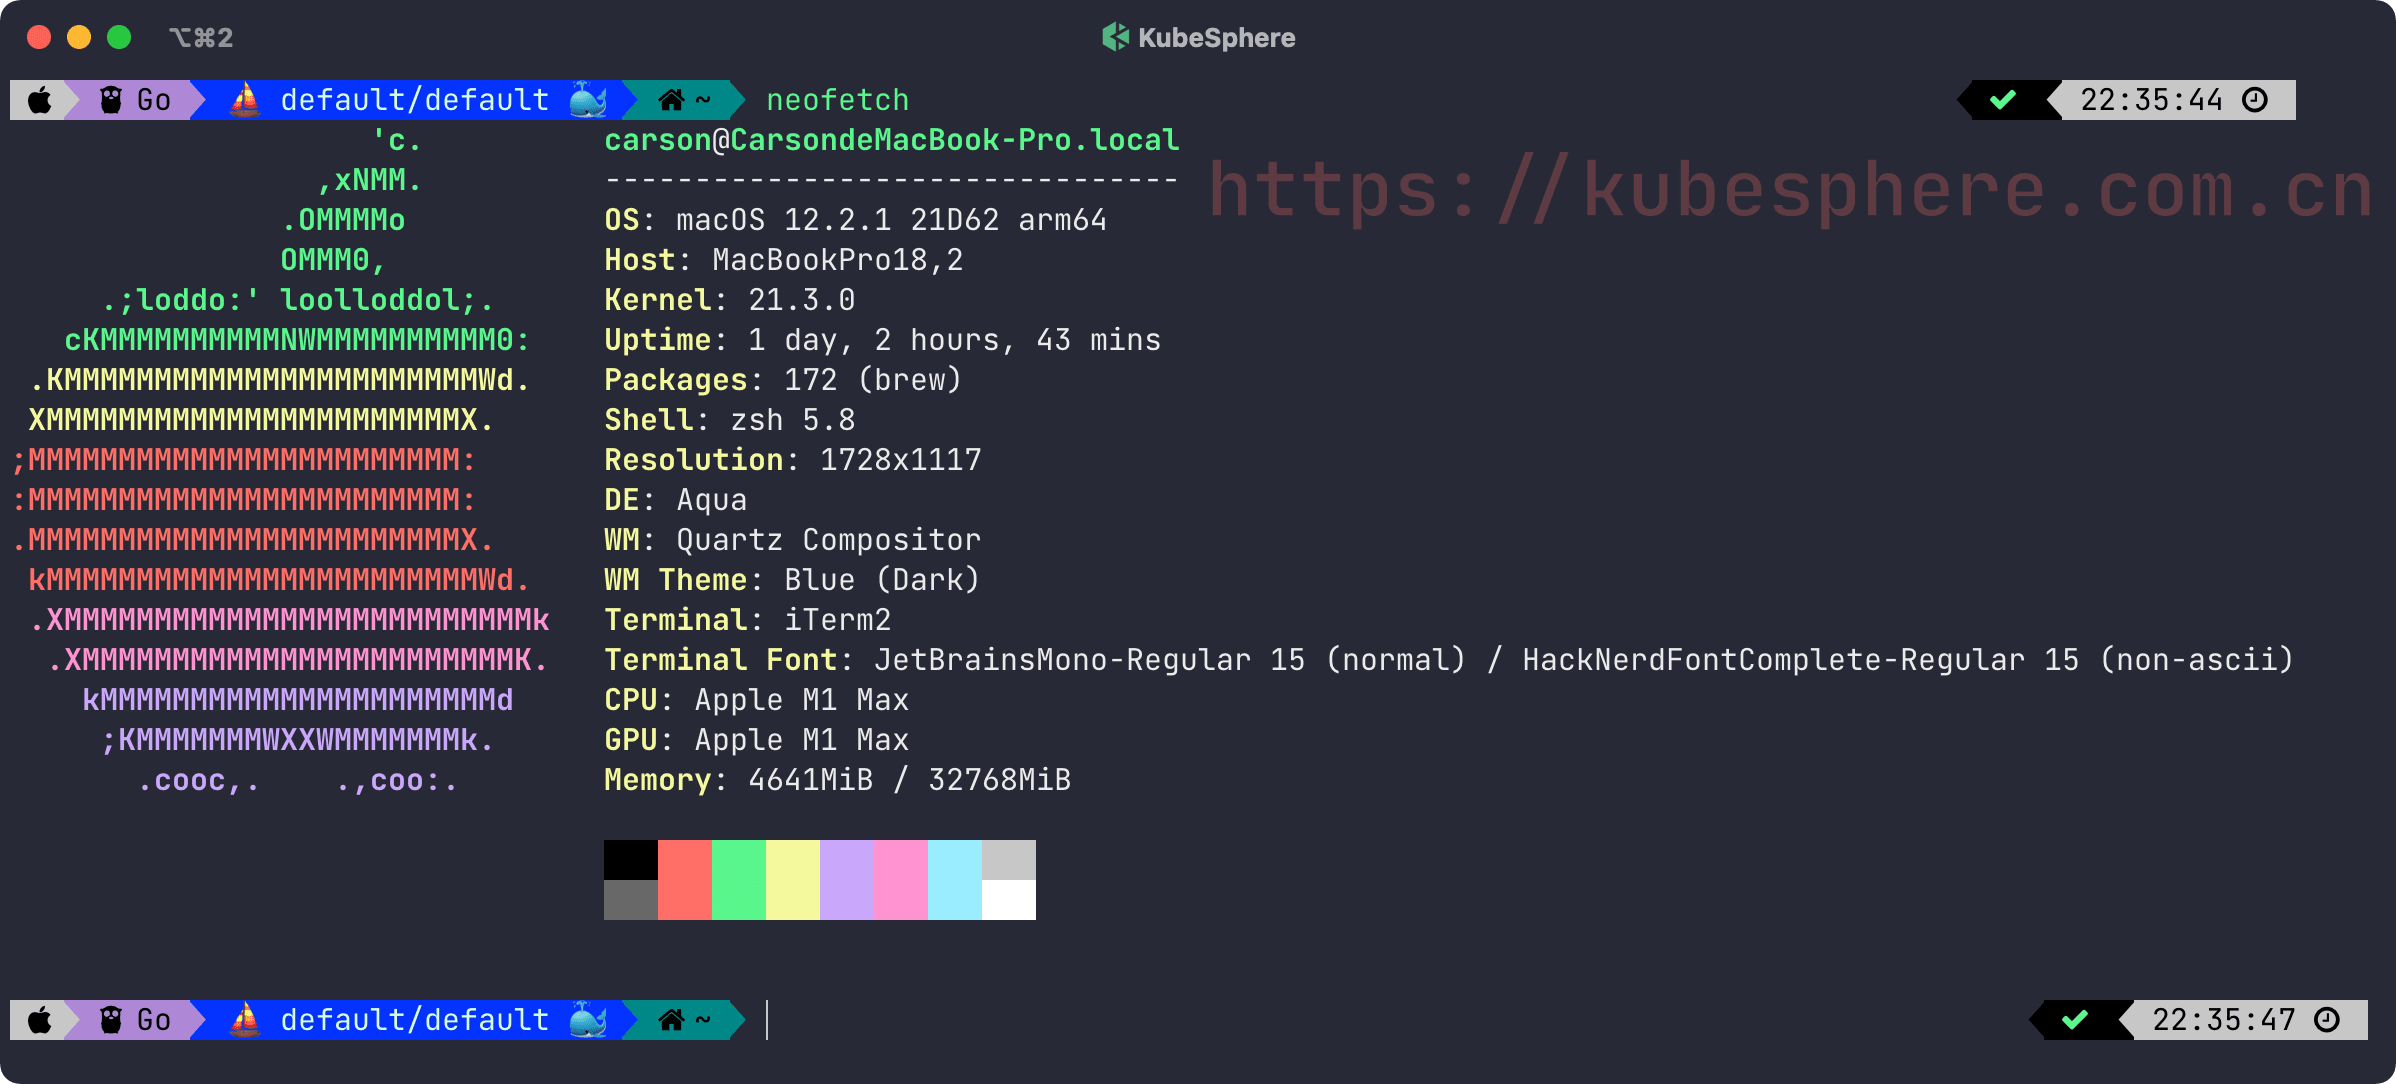 ⌥⌘2
KubeSphere
Go default/default ~ neofetch 22:35:44
'c. carson@CarsondeMacBook-Pro.local
,xNMM. --------------------------------
https://kubesphere.com.cn
.OMMMMo OS: macOS 12.2.1 21D62 arm64
OMMM0, Host: MacBookPro18,2
.;loddo:' loolloddol;. Kernel: 21.3.0
cKMMMMMMMMMMNWMMMMMMMMMM0: Uptime: 1 day, 2 hours, 43 mins
.KMMMMMMMMMMMMMMMMMMMMMMMWd. Packages: 172 (brew)
XMMMMMMMMMMMMMMMMMMMMMMMX. Shell: zsh 5.8
;MMMMMMMMMMMMMMMMMMMMMMMM: Resolution: 1728x1117
:MMMMMMMMMMMMMMMMMMMMMMMM: DE: Aqua
.MMMMMMMMMMMMMMMMMMMMMMMMX. WM: Quartz Compositor
kMMMMMMMMMMMMMMMMMMMMMMMMWd. WM Theme: Blue (Dark)
.XMMMMMMMMMMMMMMMMMMMMMMMMMMk Terminal: iTerm2
.XMMMMMMMMMMMMMMMMMMMMMMMMK. Terminal Font: JetBrainsMono-Regular 15 (normal) / HackNerdFontComplete-Regular 15 (non-ascii)
kMMMMMMMMMMMMMMMMMMMMMMd CPU: Apple M1 Max
;KMMMMMMMWXXWMMMMMMMk. GPU: Apple M1 Max
.cooc,. .,coo:. Memory: 4641MiB / 32768MiB
Go default/default ~ 22:35:47